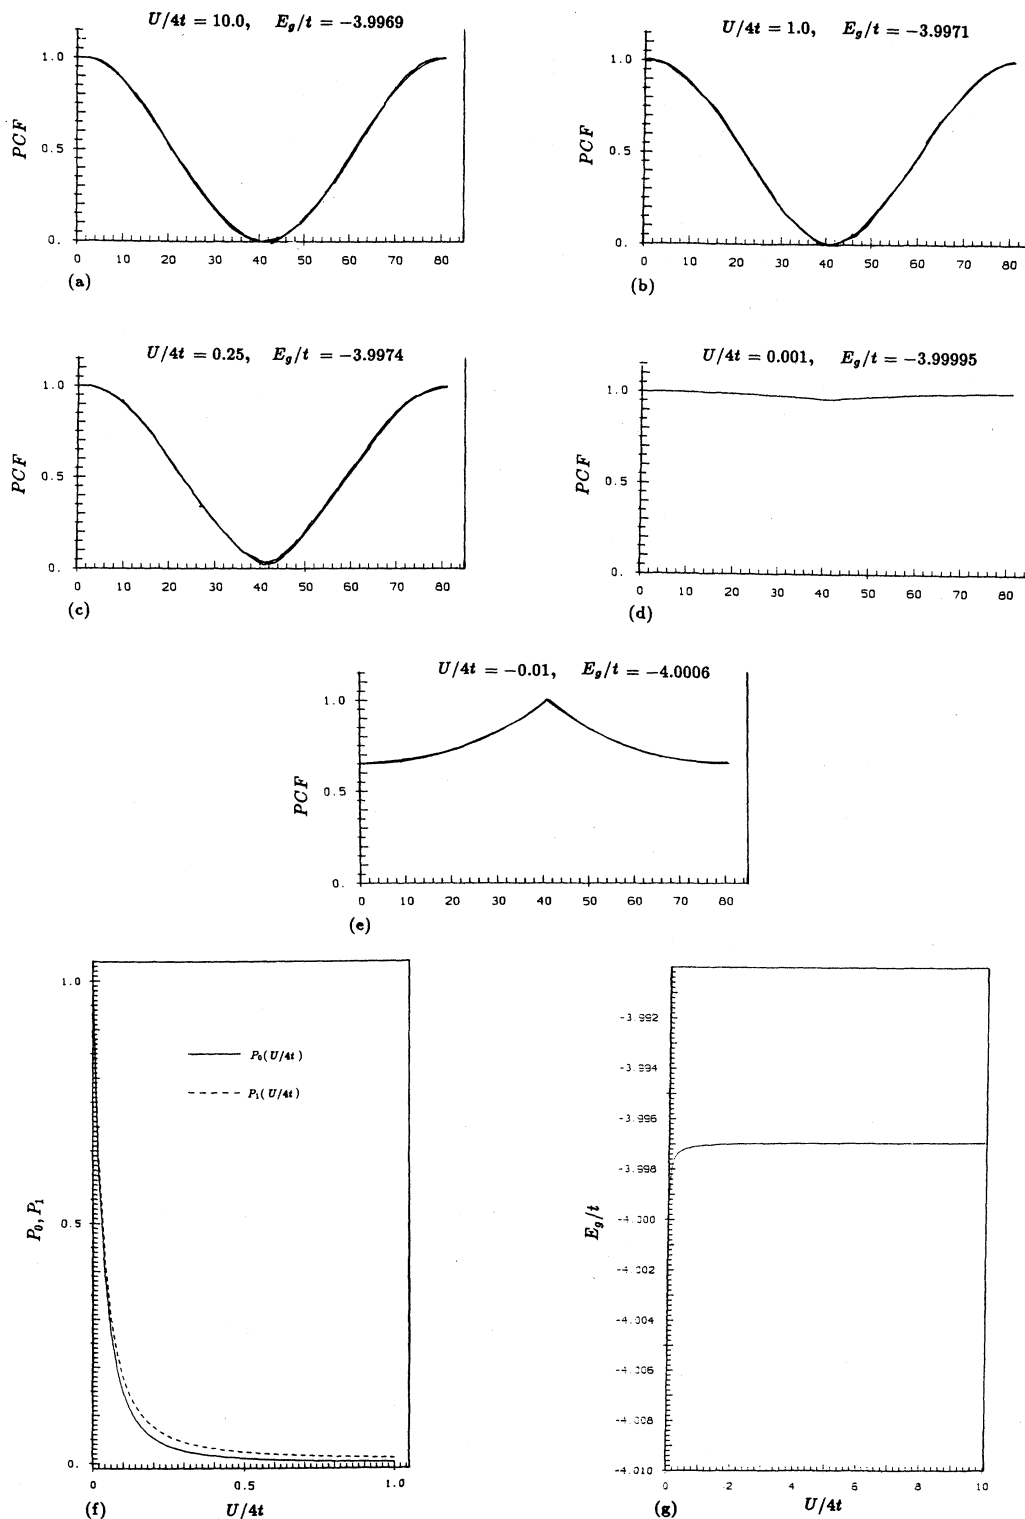 U/4t = 10.0, E_g/t = −3.9969
1.0
0.5
0.
PCF
0 10 20 30 40 50 60 70 80
(a)
U/4t = 1.0, E_g/t = −3.9971
1.0
0.5
0.
PCF
0 10 20 30 40 50 60 70 80
(b)
U/4t = 0.25, E_g/t = −3.9974
1.0
0.5
0.
PCF
0 10 20 30 40 50 60 70 80
(c)
U/4t = 0.001, E_g/t = −3.99995
1.0
0.5
0.
PCF
0 10 20 30 40 50 60 70 80
(d)
U/4t = −0.01, E_g/t = −4.0006
1.0
0.5
0.
PCF
0 10 20 30 40 50 60 70 80
(e)
1.0
0.5
0.
P₀, P₁
P₀(U/4t)
P₁(U/4t)
0 0.5 1.0
U/4t
(f)
-3.992
-3.994
-3.996
-3.998
-4.000
-4.002
-4.004
-4.006
-4.008
-4.010
E_g/t
0 2 4 6 8 10
U/4t
(g)